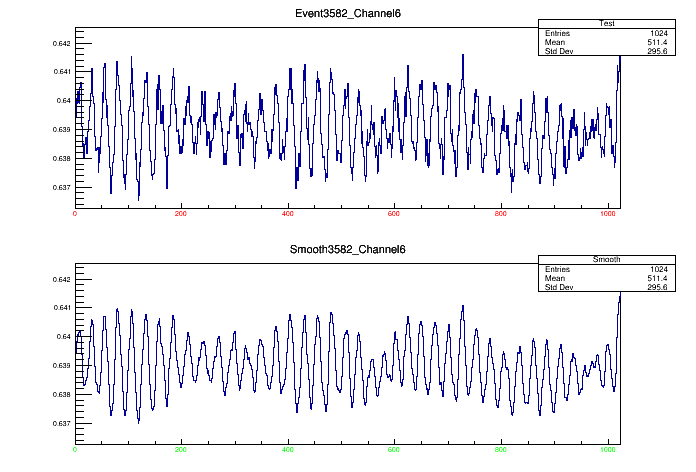 Event3582_Channel6
Test
Entries 1024
Mean 511.4
Std Dev 295.6
0.642
0.641
0.64
0.639
0.638
0.637
0 200 400 600 800 1000
Smooth3582_Channel6
Smooth
Entries 1024
Mean 511.4
Std Dev 295.6
0.642
0.641
0.64
0.639
0.638
0.637
0 200 400 600 800 1000